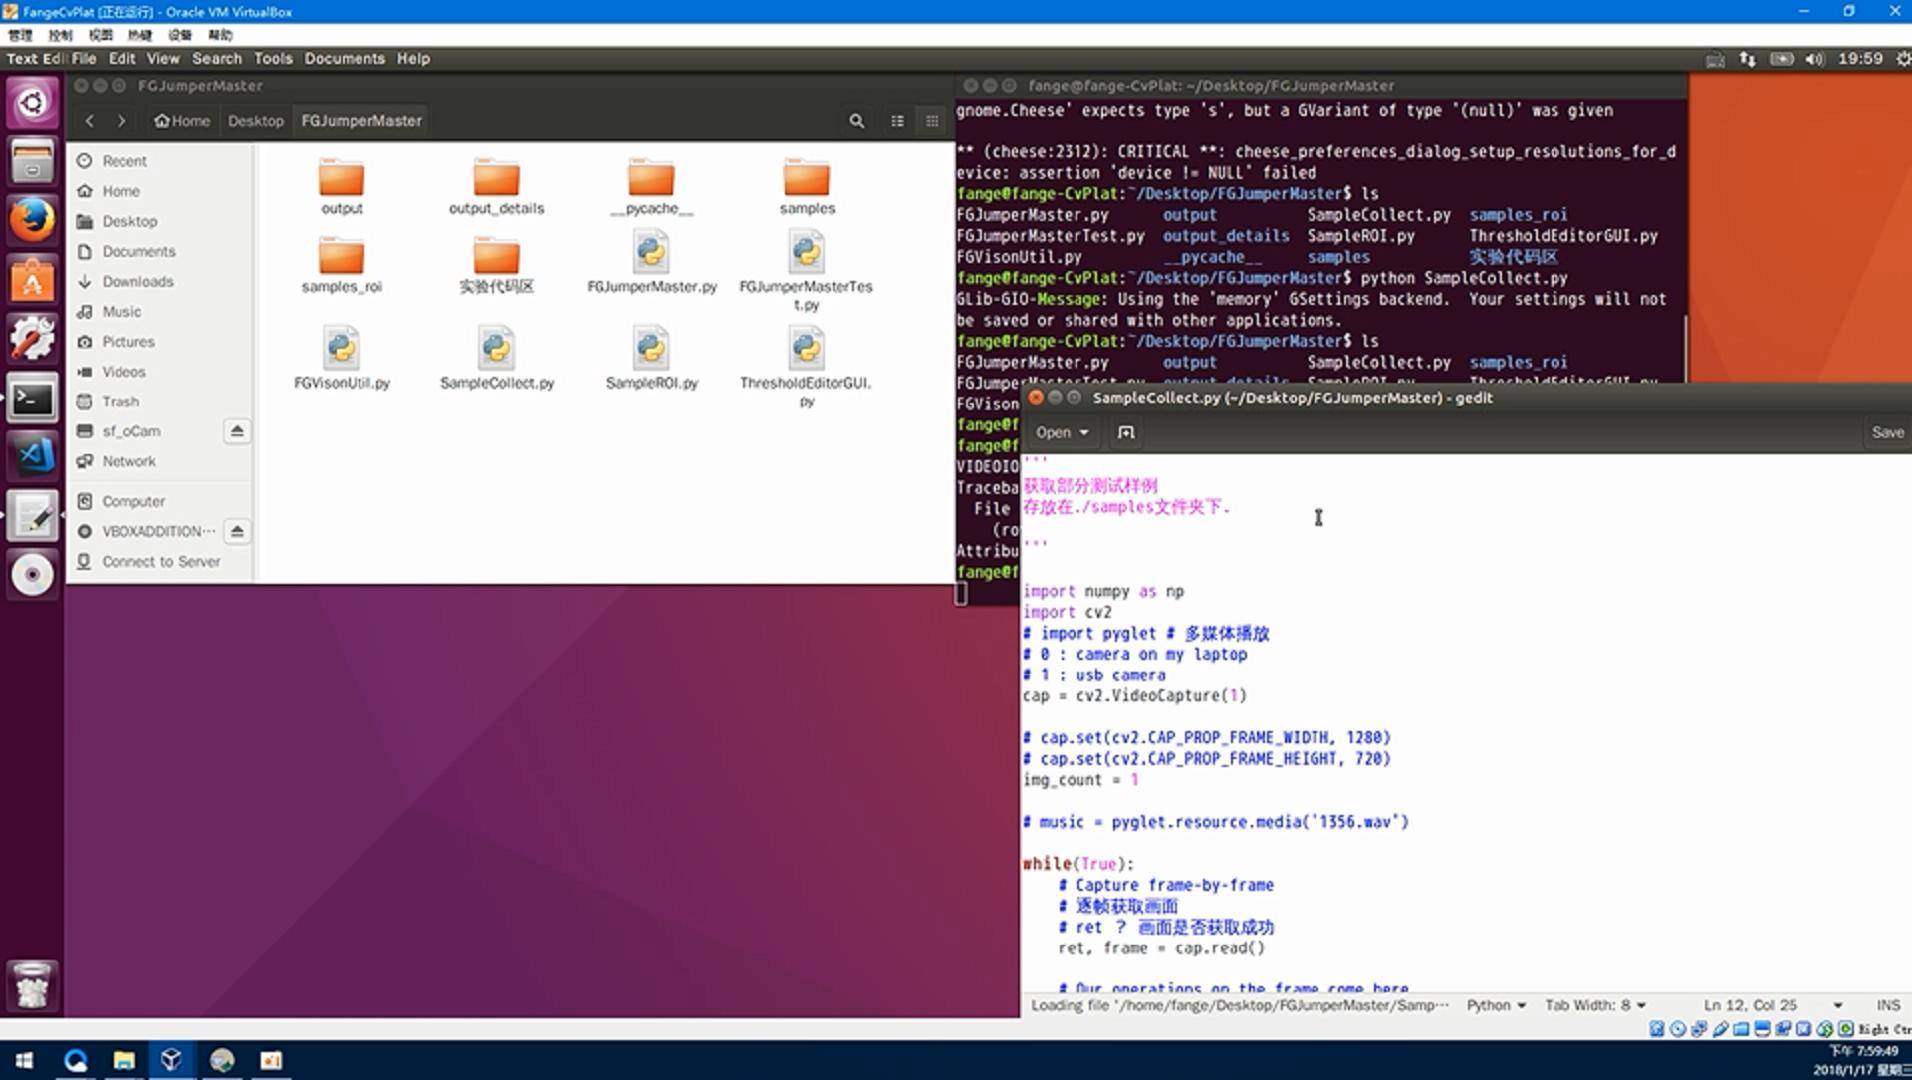 FangeCvPlat [正在运行] - Oracle VM VirtualBox
管理 控制 视图 热键 设备 帮助
Text Edi File Edit View Search Tools Documents Help
19:59
FGJumperMaster
Home Desktop FGJumperMaster
Recent
Home
Desktop
Documents
Downloads
Music
Pictures
Videos
Trash
sf_oCam
Network
Computer
VBOXADDITION…
Connect to Server
output
output_details
__pycache__
samples
samples_roi
实验代码区
FGJumperMaster.py
FGJumperMasterTes
t.py
FGVisonUtil.py
SampleCollect.py
SampleROI.py
ThresholdEditorGUI.
py
fange@fange-CvPlat: ~/Desktop/FGJumperMaster
gnome.Cheese' expects type 's', but a GVariant of type '(null)' was given
** (cheese:2312): CRITICAL **: cheese_preferences_dialog_setup_resolutions_for_d
evice: assertion 'device != NULL' failed
fange@fange-CvPlat:~/Desktop/FGJumperMaster$ ls
FGJumperMaster.py output SampleCollect.py samples_roi
FGJumperMasterTest.py output_details SampleROI.py ThresholdEditorGUI.py
FGVisonUtil.py __pycache__ samples 实验代码区
fange@fange-CvPlat:~/Desktop/FGJumperMaster$ python SampleCollect.py
GLib-GIO-Message: Using the 'memory' GSettings backend. Your settings will not
be saved or shared with other applications.
fange@fange-CvPlat:~/Desktop/FGJumperMaster$ ls
FGJumperMaster.py output SampleCollect.py samples_roi
FGJumperMasterTest.py output_details SampleROI.py ThresholdEditorGUI.py
FGVison
fange@f
fange@f
VIDEOIO
Traceba
File
(ro
Attribu
fange@f
SampleCollect.py (~/Desktop/FGJumperMaster) - gedit
Open Save
'''
获取部分测试样例
存放在./samples文件夹下.
'''
import numpy as np
import cv2
# import pyglet # 多媒体播放
# 0 : camera on my laptop
# 1 : usb camera
cap = cv2.VideoCapture(1)
# cap.set(cv2.CAP_PROP_FRAME_WIDTH, 1280)
# cap.set(cv2.CAP_PROP_FRAME_HEIGHT, 720)
img_count = 1
# music = pyglet.resource.media('1356.wav')
while(True):
# Capture frame-by-frame
# 逐帧获取画面
# ret ? 画面是否获取成功
ret, frame = cap.read()
# Our operations on the frame come here
Loading file '/home/fange/Desktop/FGJumperMaster/Samp… Python Tab Width: 8 Ln 12, Col 25 INS
Right Ctr
下午 7:59:49
2018/1/17 星期三